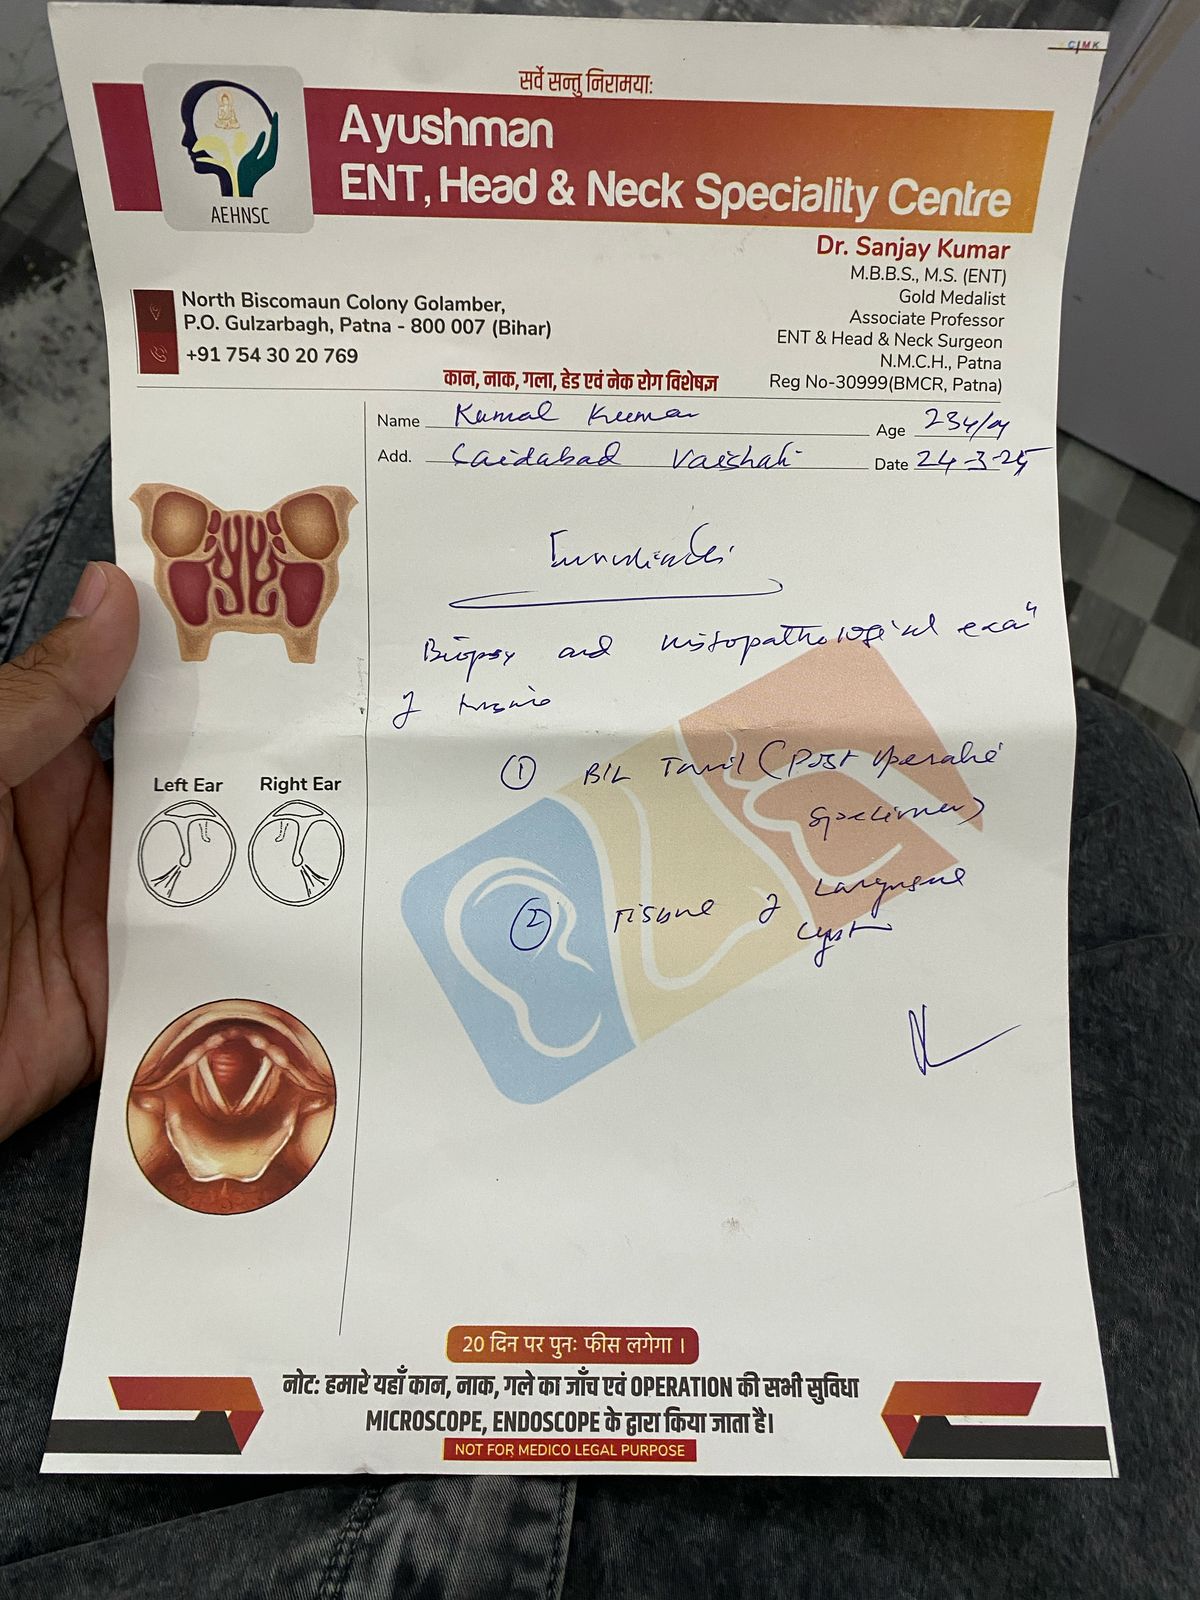 CMK
सर्वे सन्तु निरामया:
Ayushman
ENT, Head & Neck Speciality Centre
AEHNSC
Dr. Sanjay Kumar
M.B.B.S., M.S. (ENT)
Gold Medalist
Associate Professor
ENT & Head & Neck Surgeon
N.M.C.H., Patna
Reg No-30999(BMCR, Patna)
North Biscomaun Colony Golamber,
P.O. Gulzarbagh, Patna - 800 007 (Bihar)
+91 754 30 20 769
कान, नाक, गला, हेड एवं नेक रोग विशेषज्ञ
Name Kumal Kumar Age 23y/M
Add. Saidabad Vaishali Date 24-3-25
Biopsy and Histopathological exa"
of
① B/L Tonsil (Post operative
specimen)
② Tissue of Laryngeal
cyst
Left Ear Right Ear
20 दिन पर पुनः फीस लगेगा ।
नोट: हमारे यहाँ कान, नाक, गले का जाँच एवं OPERATION की सभी सुविधा
MICROSCOPE, ENDOSCOPE के द्वारा किया जाता है।
NOT FOR MEDICO LEGAL PURPOSE